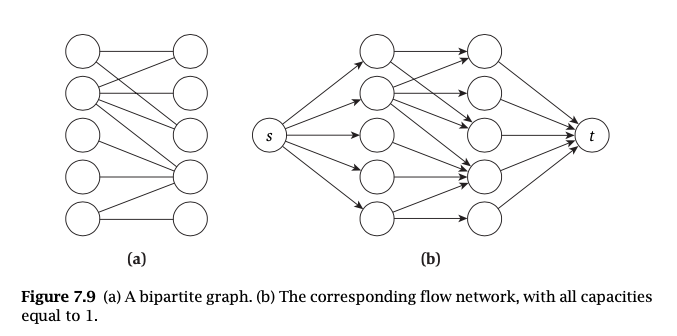 s
t
(a)
(b)
Figure 7.9 (a) A bipartite graph. (b) The corresponding flow network, with all capacities
equal to 1.